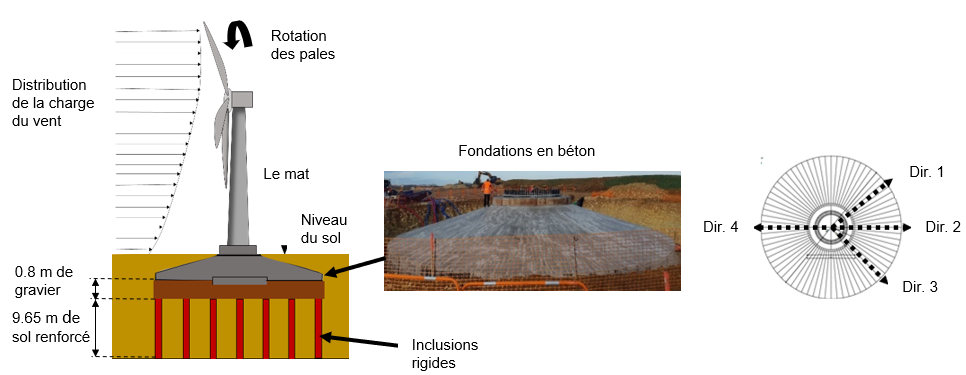 Rotation
des pales
Distribution
de la charge
du vent
Le mat
Niveau
du sol
0.8 m de
gravier
9.65 m de
sol renforcé
Inclusions
rigides
Fondations en béton
Dir. 1
Dir. 2
Dir. 3
Dir. 4